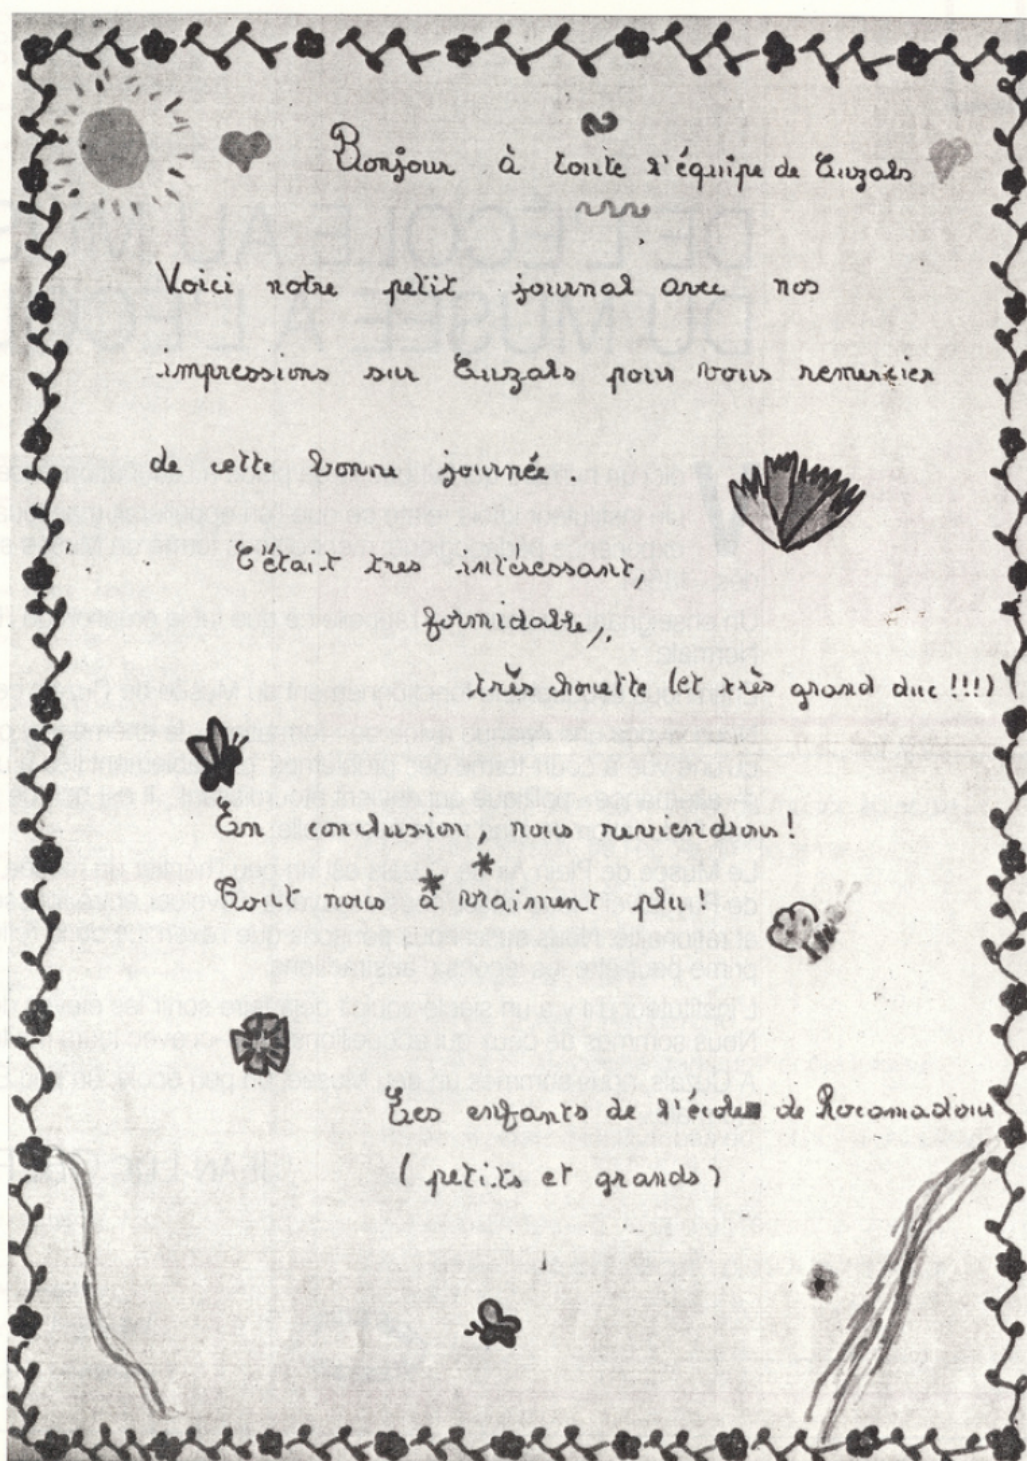 Bonjour à toute l'équipe de Cuzals
Voici notre petit journal avec nos
impressions sur Cuzals pour vous remercier
de cette bonne journée.
C'était tres intéressant,
formidable,
très chouette (et très grand duc !!!)
En conclusion, nous reviendrons!
Tout nous à vraiment plu!
Les enfants de l'école de Rocamadour
(petits et grands)